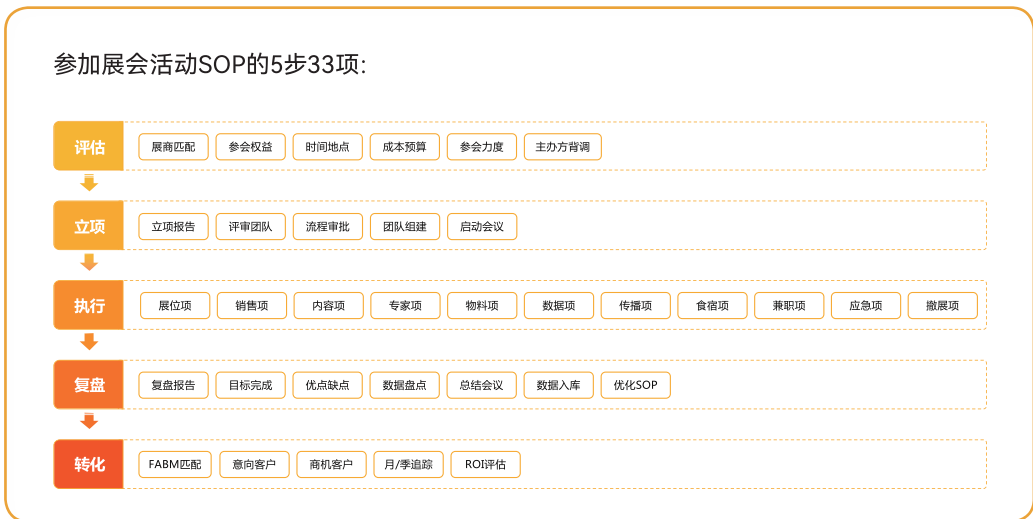 参加展会活动SOP的5步33项:
评估 展商匹配 参会权益 时间地点 成本预算 参会力度 主办方背调
立项 立项报告 评审团队 流程审批 团队组建 启动会议
执行 展位项 销售项 内容项 专家项 物料项 数据项 传播项 食宿项 兼职项 应急项 撤展项
复盘 复盘报告 目标完成 优点缺点 数据盘点 总结会议 数据入库 优化SOP
转化 FABM匹配 意向客户 商机客户 月/季追踪 ROI评估